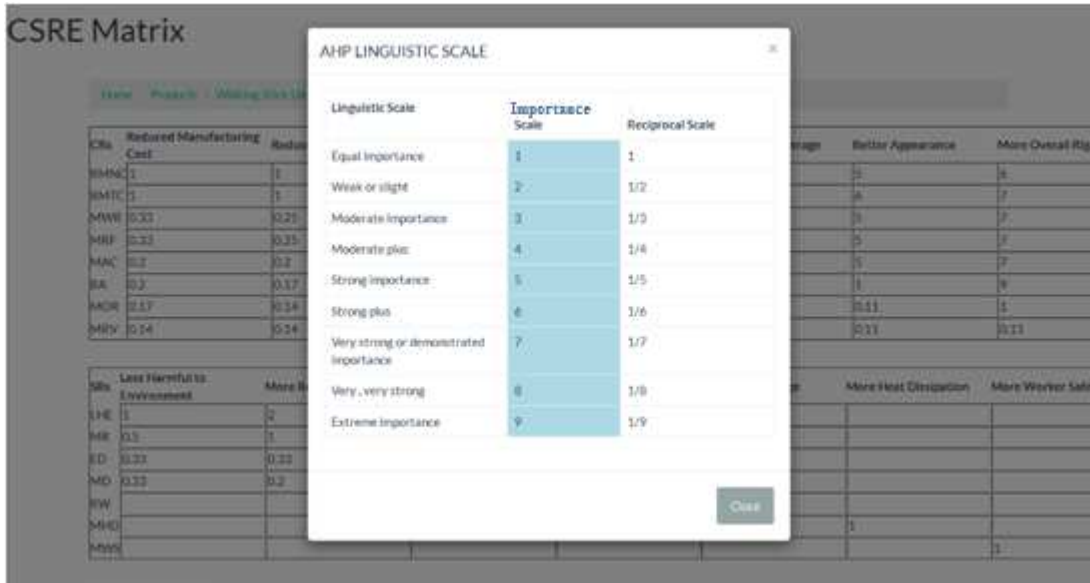 CSRE Matrix
AHP LINGUISTIC SCALE
×
Home Projects / Walking Stick
CRs Reduced Manufacturing Cost Better Appearance
RMNC 1 1 5 6
RMTC 1 1 6 7
MWR 0.33 0.25 5 7
MRF 0.33 0.25 5 7
MAC 0.2 0.2 5 7
BA 0.2 0.17 1 9
MOR 0.17 0.14 0.11 1
MRV 0.14 0.14 0.11 0.11
Linguistic Scale Importance Scale Reciprocal Scale
Equal Importance 1 1
Weak or slight 2 1/2
Moderate Importance 3 1/3
Moderate plus 4 1/4
Strong Importance 5 1/5
Strong plus 6 1/6
Very strong or demonstrated importance 7 1/7
Very , very strong 8 1/8
Extreme Importance 9 1/9
Close
SRs Less Harmful to Environment More Heat Dissipation More Worker
LHE 1 2
MR 0.5 1
ED 0.33 0.33
MD 0.33 0.2
RW
MHD 1
MWS 1